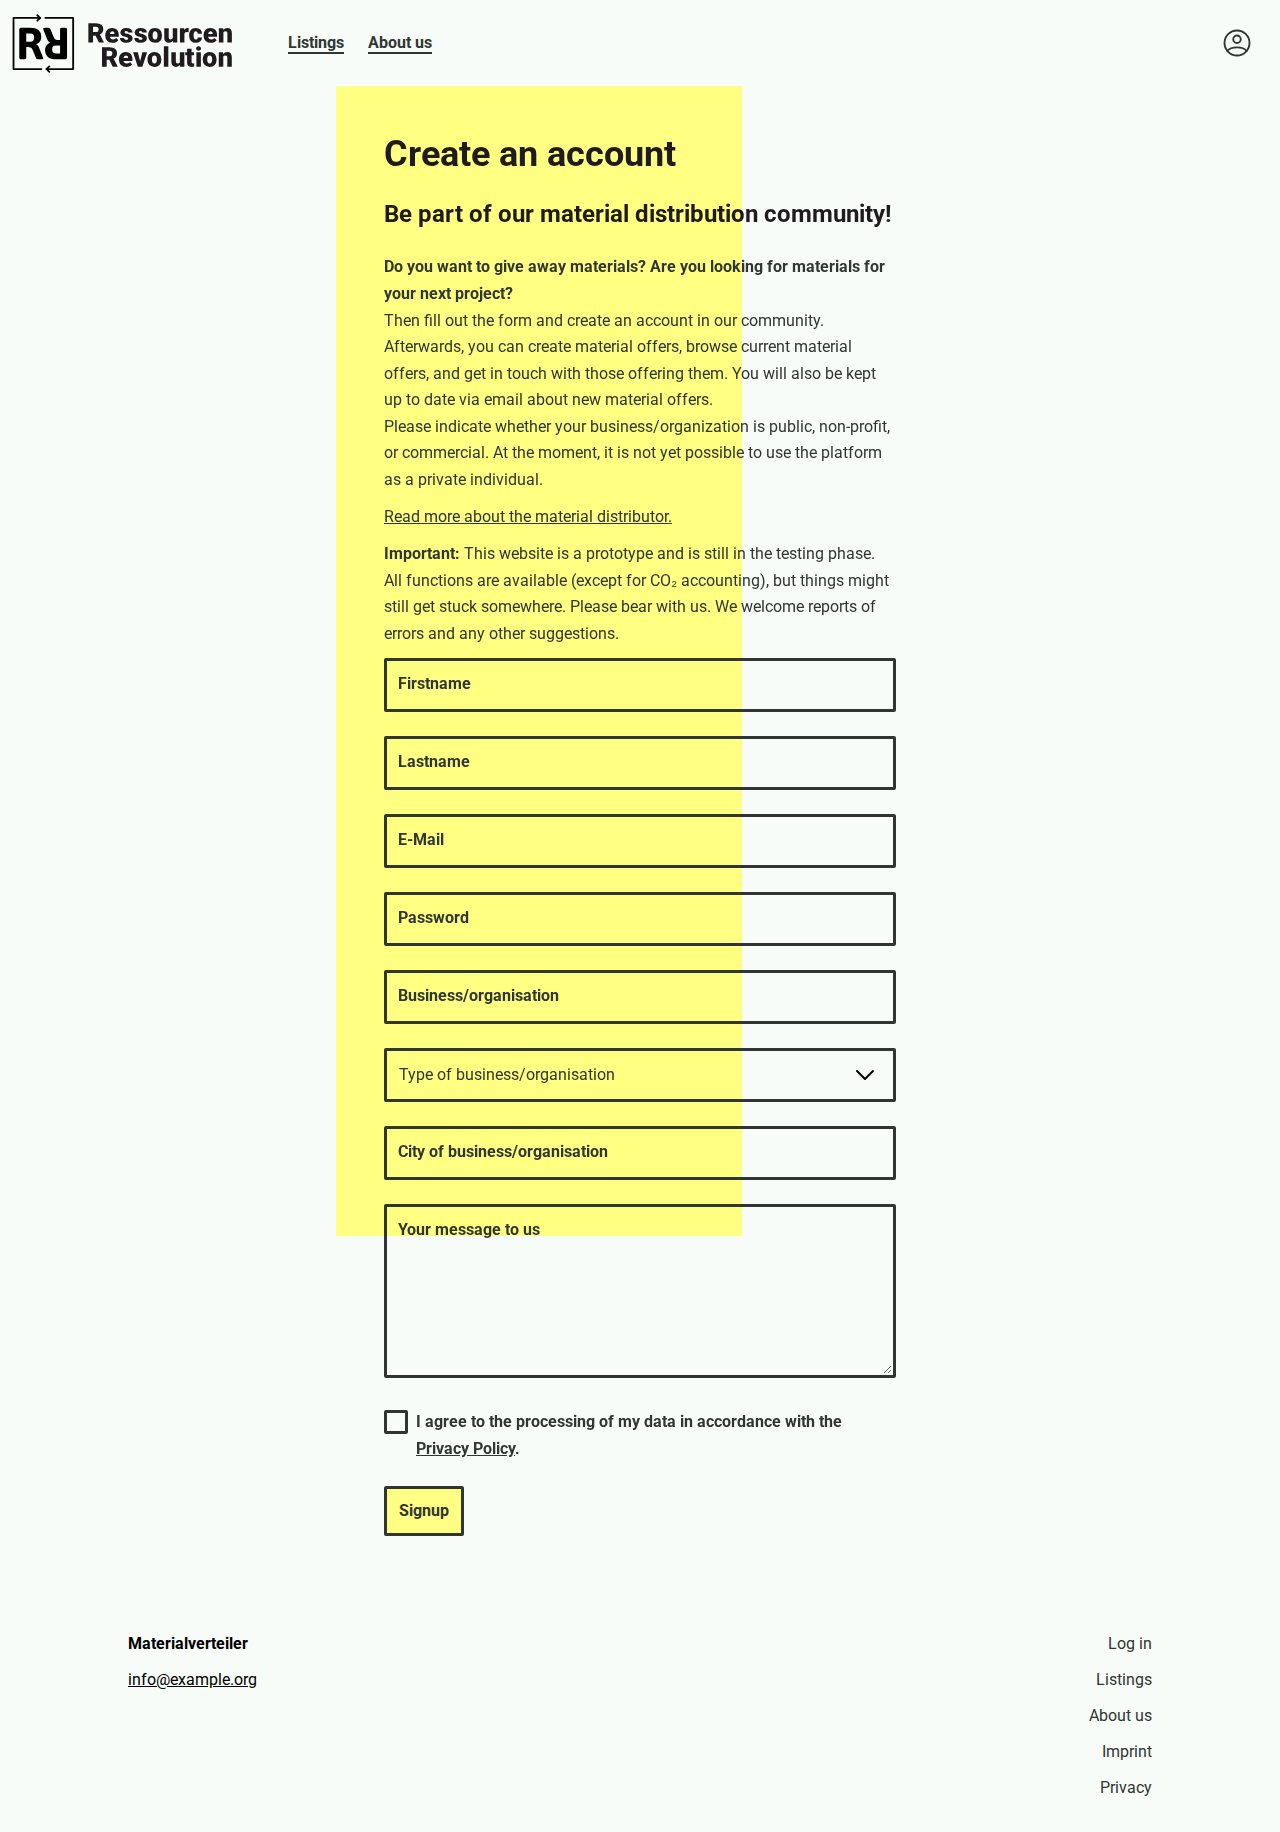 RR Ressourcen
Revolution
Listings
About us
Create an account
Be part of our material distribution community!
Do you want to give away materials? Are you looking for materials for
your next project?
Then fill out the form and create an account in our community.
Afterwards, you can create material offers, browse current material
offers, and get in touch with those offering them. You will also be kept
up to date via email about new material offers.
Please indicate whether your business/organization is public, non-profit,
or commercial. At the moment, it is not yet possible to use the platform
as a private individual.
Read more about the material distributor.
Important: This website is a prototype and is still in the testing phase.
All functions are available (except for CO₂ accounting), but things might
still get stuck somewhere. Please bear with us. We welcome reports of
errors and any other suggestions.
Firstname
Lastname
E-Mail
Password
Business/organisation
Type of business/organisation
City of business/organisation
Your message to us
I agree to the processing of my data in accordance with the
Privacy Policy.
Signup
Materialverteiler
info@example.org
Log in
Listings
About us
Imprint
Privacy